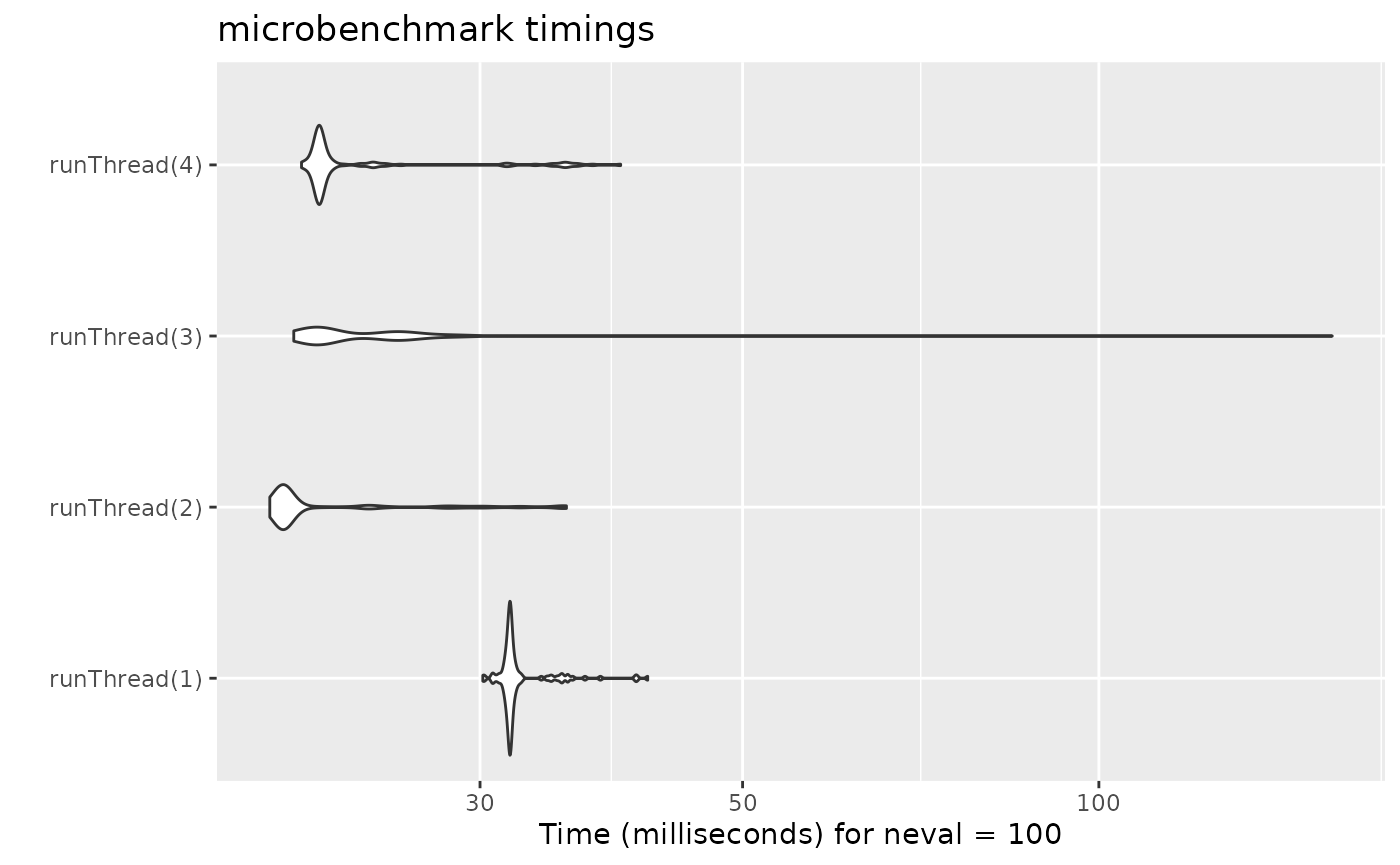 microbenchmark timings
runThread(4)
runThread(3)
runThread(2)
runThread(1)
30 50 100
Time (milliseconds) for neval = 100